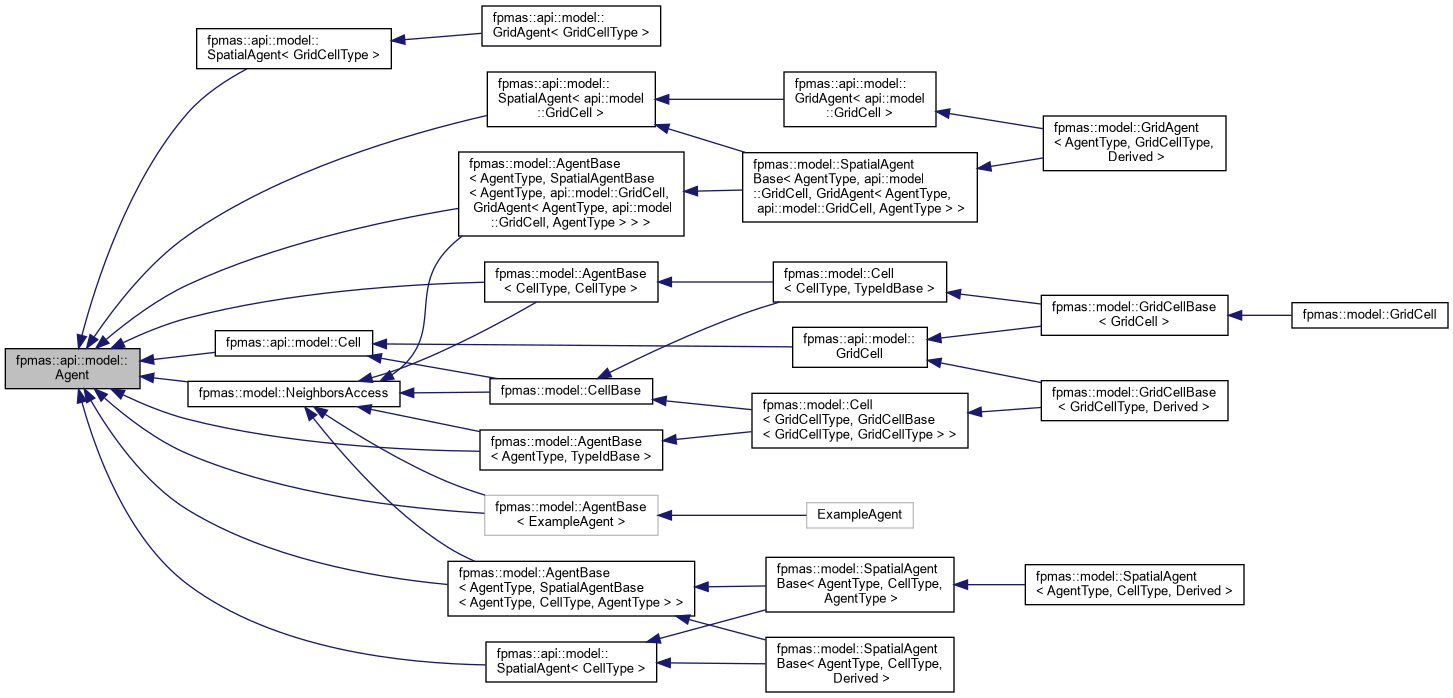 fpmas::api::model::
Agent
fpmas::api::model::
SpatialAgent< GridCellType >
fpmas::api::model::
GridAgent< GridCellType >
fpmas::api::model::
SpatialAgent< api::model
::GridCell >
fpmas::api::model::
GridAgent< api::model
::GridCell >
fpmas::model::GridAgent
< AgentType, GridCellType,
Derived >
fpmas::model::AgentBase
< AgentType, SpatialAgentBase
< AgentType, api::model::GridCell,
GridAgent< AgentType, api::model
::GridCell, AgentType > > >
fpmas::model::SpatialAgent
Base< AgentType, api::model
::GridCell, GridAgent< AgentType,
api::model::GridCell, AgentType > >
fpmas::model::AgentBase
< CellType, CellType >
fpmas::model::Cell
< CellType, TypeIdBase >
fpmas::model::GridCellBase
< GridCell >
fpmas::model::GridCell
fpmas::api::model::Cell
fpmas::api::model::
GridCell
fpmas::model::NeighborsAccess
fpmas::model::CellBase
fpmas::model::GridCellBase
< GridCellType, Derived >
fpmas::model::Cell
< GridCellType, GridCellBase
< GridCellType, GridCellType > >
fpmas::model::AgentBase
< AgentType, TypeIdBase >
fpmas::model::AgentBase
< ExampleAgent >
ExampleAgent
fpmas::model::AgentBase
< AgentType, SpatialAgentBase
< AgentType, CellType, AgentType > >
fpmas::model::SpatialAgent
Base< AgentType, CellType,
AgentType >
fpmas::model::SpatialAgent
< AgentType, CellType, Derived >
fpmas::api::model::
SpatialAgent< CellType >
fpmas::model::SpatialAgent
Base< AgentType, CellType,
Derived >